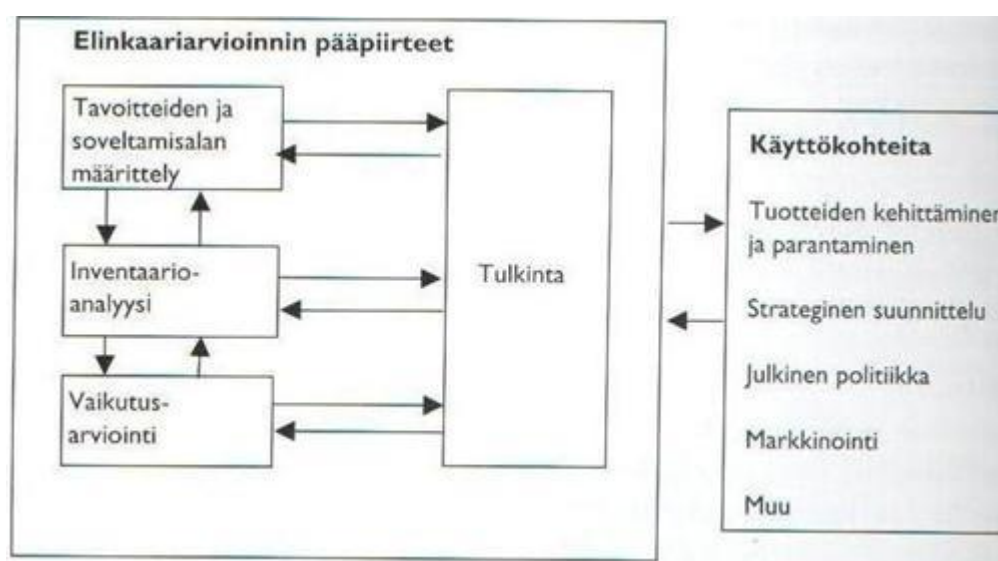 Elinkaariarvioinnin pääpiirteet
Tavoitteiden ja
soveltamisalan
määrittely
Inventaario-
analyysi
Vaikutus-
arviointi
Tulkinta
Käyttökohteita
Tuotteiden kehittäminen
ja parantaminen
Strateginen suunnittelu
Julkinen politiikka
Markkinointi
Muu